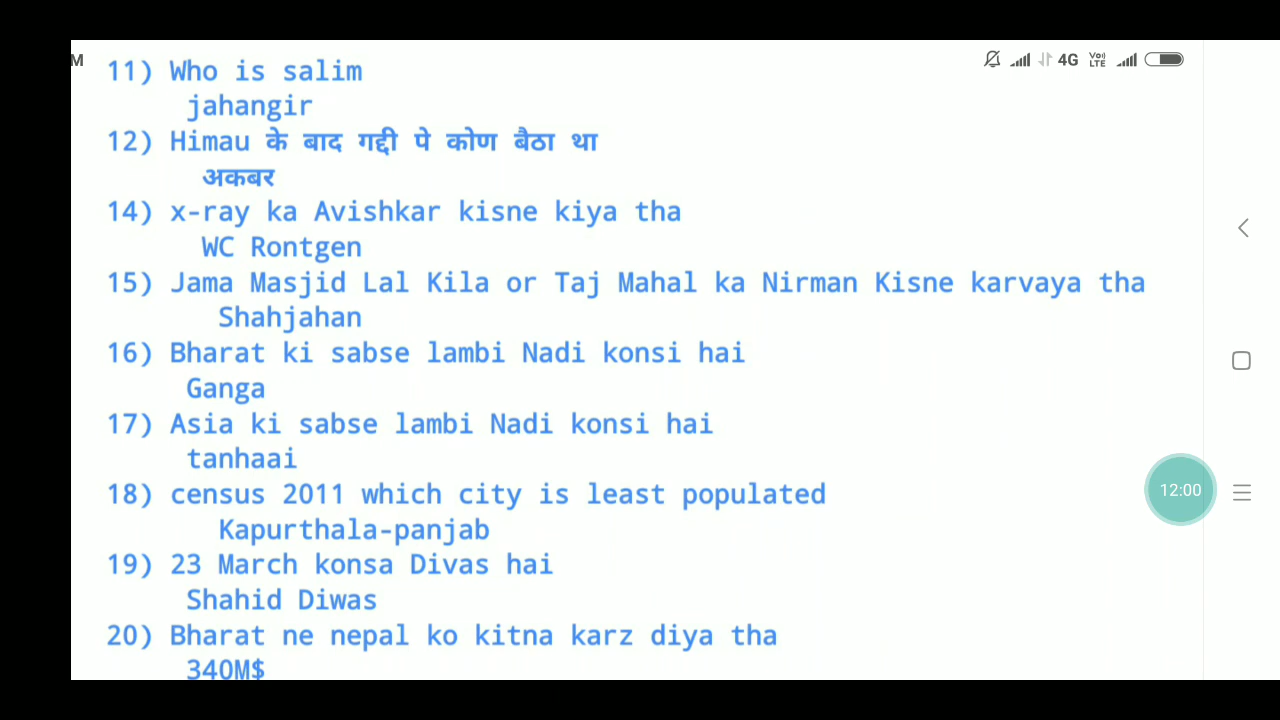 M
4G
Vo)) LTE
11) Who is salim
jahangir
12) Himau के बाद गद्दी पे कोण बैठा था
अकबर
14) x-ray ka Avishkar kisne kiya tha
WC Rontgen
15) Jama Masjid Lal Kila or Taj Mahal ka Nirman Kisne karvaya tha
Shahjahan
16) Bharat ki sabse lambi Nadi konsi hai
Ganga
17) Asia ki sabse lambi Nadi konsi hai
tanhaai
18) census 2011 which city is least populated
Kapurthala-panjab
12:00
19) 23 March konsa Divas hai
Shahid Diwas
20) Bharat ne nepal ko kitna karz diya tha
340M$